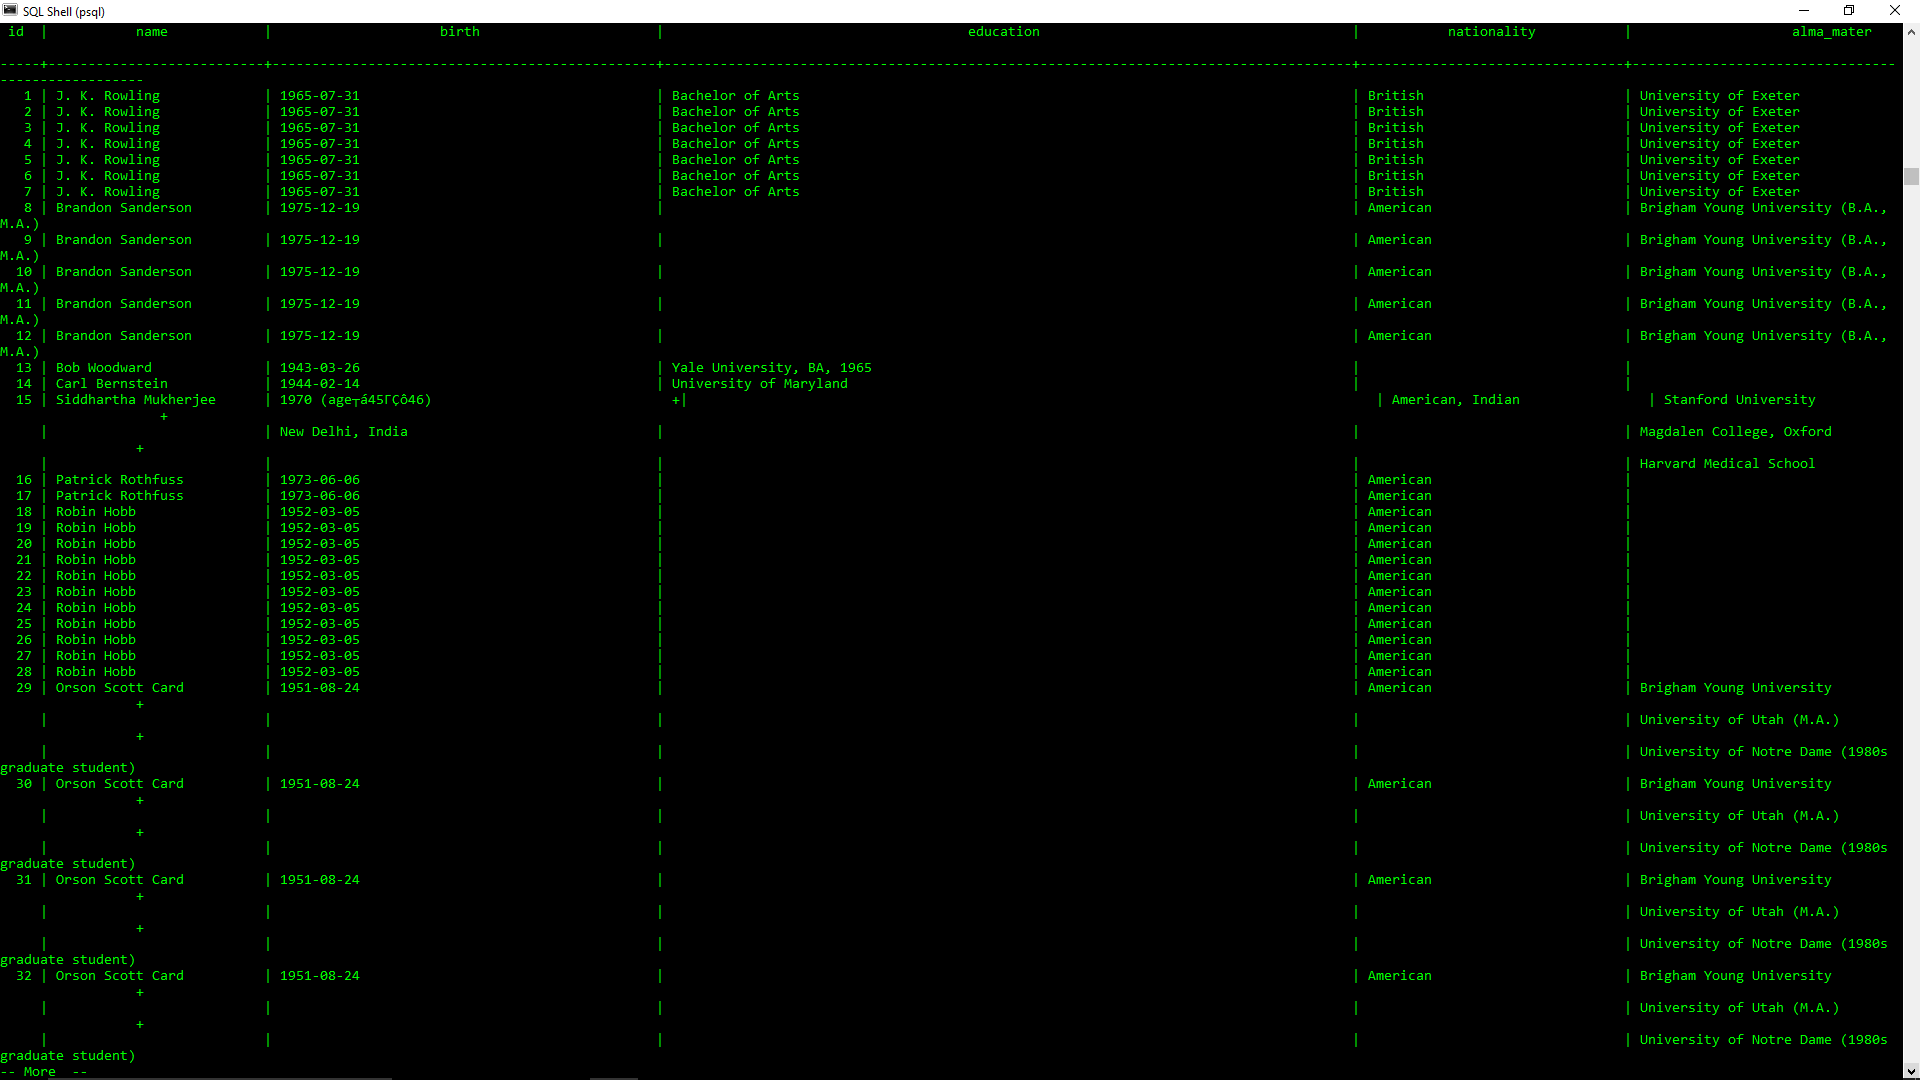 SQL Shell (psql)
id | name | birth | education | nationality | alma_mater
-----+---------------------------+------------------------------------------------+--------------------------------------------------------------------------------------+---------------------------------+---------------------------------
------------------
1 | J. K. Rowling | 1965-07-31 | Bachelor of Arts | British | University of Exeter
2 | J. K. Rowling | 1965-07-31 | Bachelor of Arts | British | University of Exeter
3 | J. K. Rowling | 1965-07-31 | Bachelor of Arts | British | University of Exeter
4 | J. K. Rowling | 1965-07-31 | Bachelor of Arts | British | University of Exeter
5 | J. K. Rowling | 1965-07-31 | Bachelor of Arts | British | University of Exeter
6 | J. K. Rowling | 1965-07-31 | Bachelor of Arts | British | University of Exeter
7 | J. K. Rowling | 1965-07-31 | Bachelor of Arts | British | University of Exeter
8 | Brandon Sanderson | 1975-12-19 | | American | Brigham Young University (B.A.,
M.A.)
9 | Brandon Sanderson | 1975-12-19 | | American | Brigham Young University (B.A.,
M.A.)
10 | Brandon Sanderson | 1975-12-19 | | American | Brigham Young University (B.A.,
M.A.)
11 | Brandon Sanderson | 1975-12-19 | | American | Brigham Young University (B.A.,
M.A.)
12 | Brandon Sanderson | 1975-12-19 | | American | Brigham Young University (B.A.,
M.A.)
13 | Bob Woodward | 1943-03-26 | Yale University, BA, 1965 | |
14 | Carl Bernstein | 1944-02-14 | University of Maryland | |
15 | Siddhartha Mukherjee | 1970 (age┬á45ΓÇô46) +| | American, Indian | Stanford University
+
| | New Delhi, India | | | Magdalen College, Oxford
+
| | | | Harvard Medical School
16 | Patrick Rothfuss | 1973-06-06 | | American |
17 | Patrick Rothfuss | 1973-06-06 | | American |
18 | Robin Hobb | 1952-03-05 | | American |
19 | Robin Hobb | 1952-03-05 | | American |
20 | Robin Hobb | 1952-03-05 | | American |
21 | Robin Hobb | 1952-03-05 | | American |
22 | Robin Hobb | 1952-03-05 | | American |
23 | Robin Hobb | 1952-03-05 | | American |
24 | Robin Hobb | 1952-03-05 | | American |
25 | Robin Hobb | 1952-03-05 | | American |
26 | Robin Hobb | 1952-03-05 | | American |
27 | Robin Hobb | 1952-03-05 | | American |
28 | Robin Hobb | 1952-03-05 | | American |
29 | Orson Scott Card | 1951-08-24 | | American | Brigham Young University
+
| | | | | University of Utah (M.A.)
+
| | | | | University of Notre Dame (1980s
graduate student)
30 | Orson Scott Card | 1951-08-24 | | American | Brigham Young University
+
| | | | | University of Utah (M.A.)
+
| | | | | University of Notre Dame (1980s
graduate student)
31 | Orson Scott Card | 1951-08-24 | | American | Brigham Young University
+
| | | | | University of Utah (M.A.)
+
| | | | | University of Notre Dame (1980s
graduate student)
32 | Orson Scott Card | 1951-08-24 | | American | Brigham Young University
+
| | | | | University of Utah (M.A.)
+
| | | | | University of Notre Dame (1980s
graduate student)
-- More --